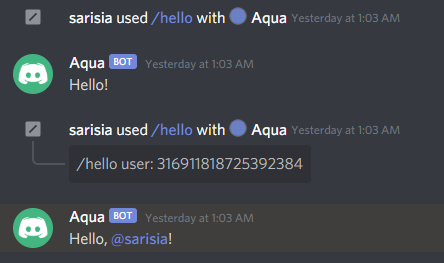 sarisia used /hello with Aqua Yesterday at 1:03 AM
Aqua BOT Yesterday at 1:03 AM
Hello!
sarisia used /hello with Aqua Yesterday at 1:03 AM
/hello user: 316911818725392384
Aqua BOT Yesterday at 1:03 AM
Hello, @sarisia!